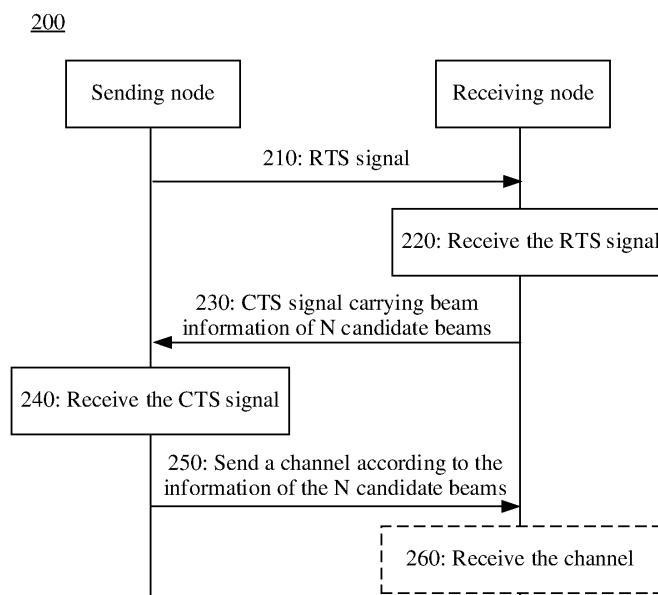 200
Sending node
Receiving node
210: RTS signal
220: Receive the RTS signal
230: CTS signal carrying beam
information of N candidate beams
240: Receive the CTS signal
250: Send a channel according to the
information of the N candidate beams
260: Receive the channel